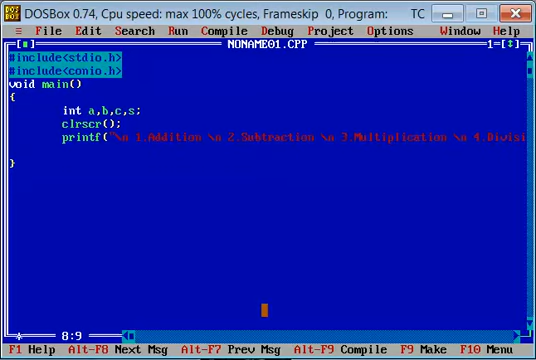 DOSBox 0.74, Cpu speed: max 100% cycles, Frameskip 0, Program: TC
≡ File Edit Search Run Compile Debug Project Options Window Help
[■] NONAME01.CPP 1=[↕]
#include<stdio.h>
#include<conio.h>
void main()
{
int a,b,c,s;
clrscr();
printf("\n 1.Addition \n 2.Subtraction \n 3.Multiplication \n 4.Divisi
}
* 8:9
F1 Help Alt-F8 Next Msg Alt-F7 Prev Msg Alt-F9 Compile F9 Make F10 Menu